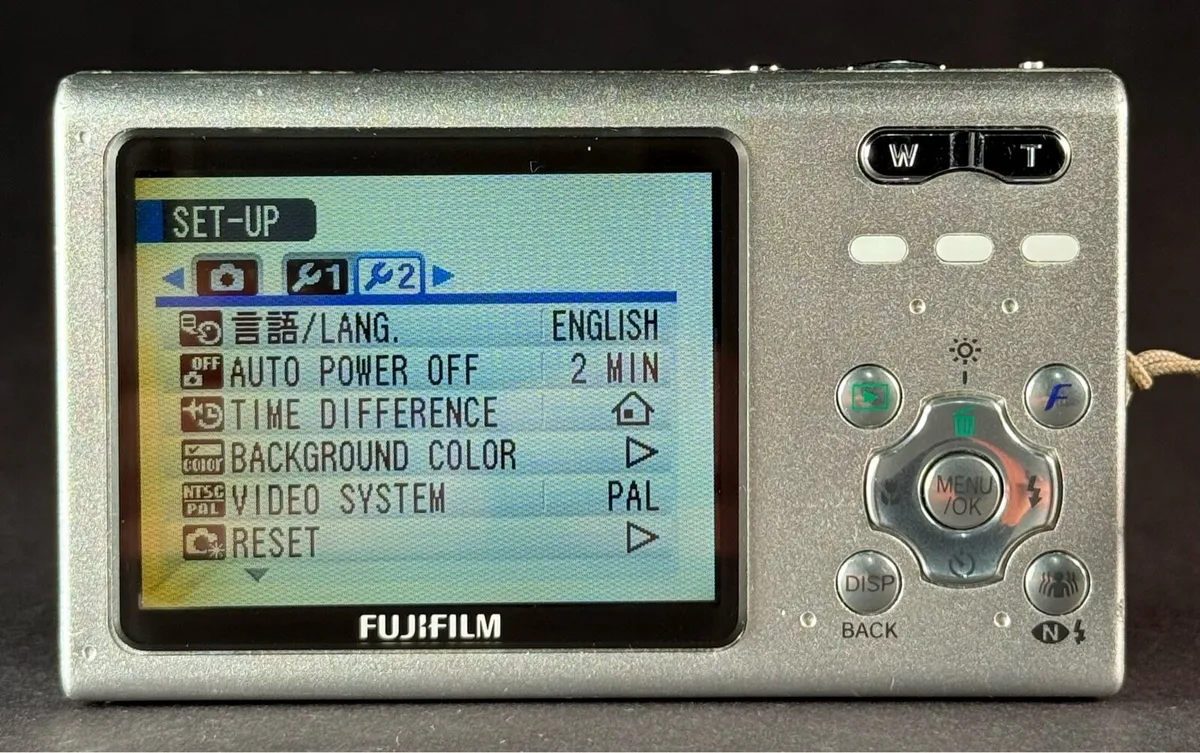 W T
SET-UP
1 2
言語/LANG. ENGLISH
OFF AUTO POWER OFF 2 MIN
TIME DIFFERENCE
COLOR BACKGROUND COLOR
NTSC PAL VIDEO SYSTEM PAL
RESET
F
MENU
/OK
DISP
BACK
N
FUJIFILM